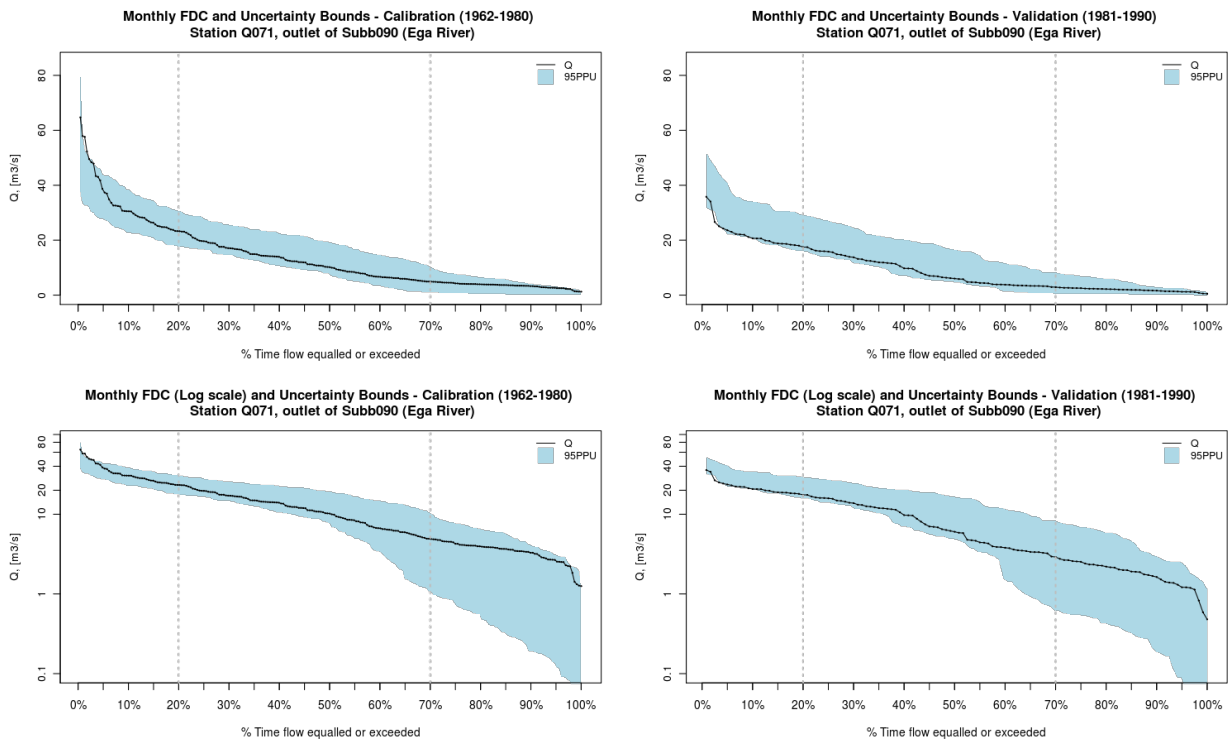 Monthly FDC and Uncertainty Bounds - Calibration (1962-1980)
Station Q071, outlet of Subb090 (Ega River)
Q
95PPU
Q, [m3/s]
80
60
40
20
0
0% 10% 20% 30% 40% 50% 60% 70% 80% 90% 100%
% Time flow equalled or exceeded
Monthly FDC and Uncertainty Bounds - Validation (1981-1990)
Station Q071, outlet of Subb090 (Ega River)
Q
95PPU
Q, [m3/s]
80
60
40
20
0
0% 10% 20% 30% 40% 50% 60% 70% 80% 90% 100%
% Time flow equalled or exceeded
Monthly FDC (Log scale) and Uncertainty Bounds - Calibration (1962-1980)
Station Q071, outlet of Subb090 (Ega River)
Q
95PPU
Q, [m3/s]
80
40
20
10
1
0.1
0% 10% 20% 30% 40% 50% 60% 70% 80% 90% 100%
% Time flow equalled or exceeded
Monthly FDC (Log scale) and Uncertainty Bounds - Validation (1981-1990)
Station Q071, outlet of Subb090 (Ega River)
Q
95PPU
Q, [m3/s]
80
40
20
10
1
0.1
0% 10% 20% 30% 40% 50% 60% 70% 80% 90% 100%
% Time flow equalled or exceeded